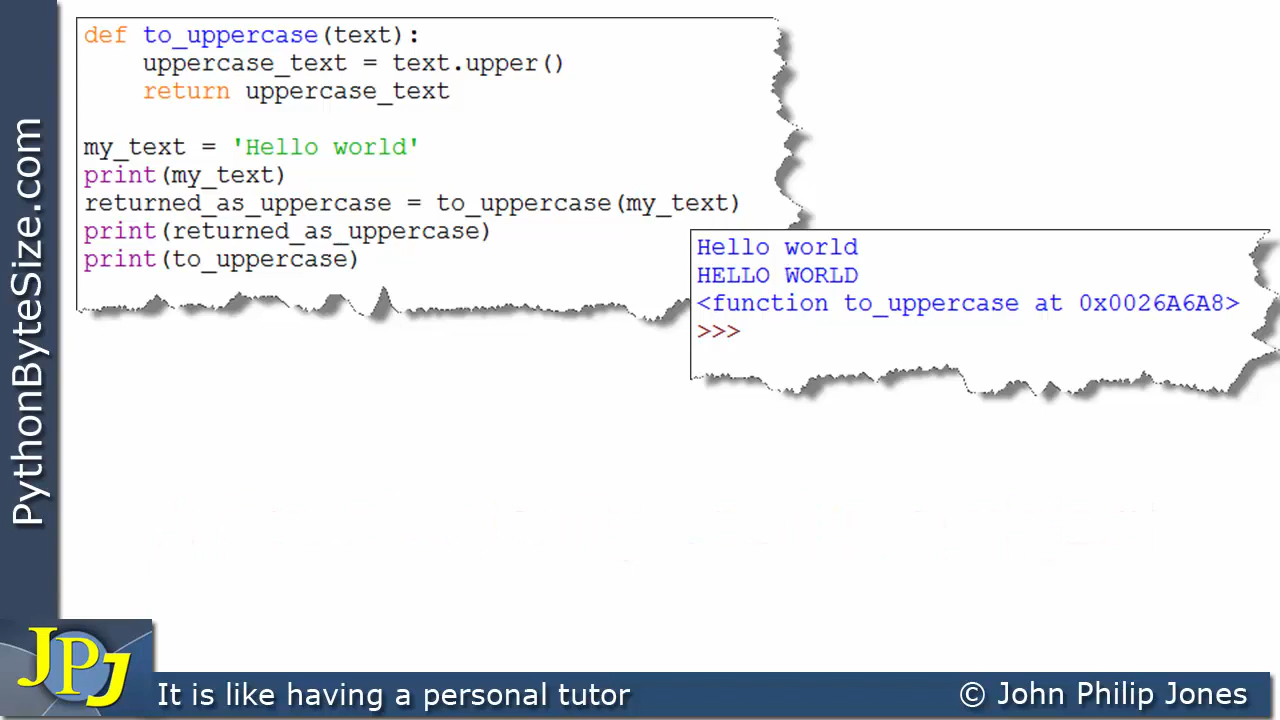 def to_uppercase(text):
    uppercase_text = text.upper()
    return uppercase_text

my_text = 'Hello world'
print(my_text)
returned_as_uppercase = to_uppercase(my_text)
print(returned_as_uppercase)
print(to_uppercase)
Hello world
HELLO WORLD
<function to_uppercase at 0x0026A6A8>
>>>
PythonByteSize.com
JPJ
It is like having a personal tutor
© John Philip Jones